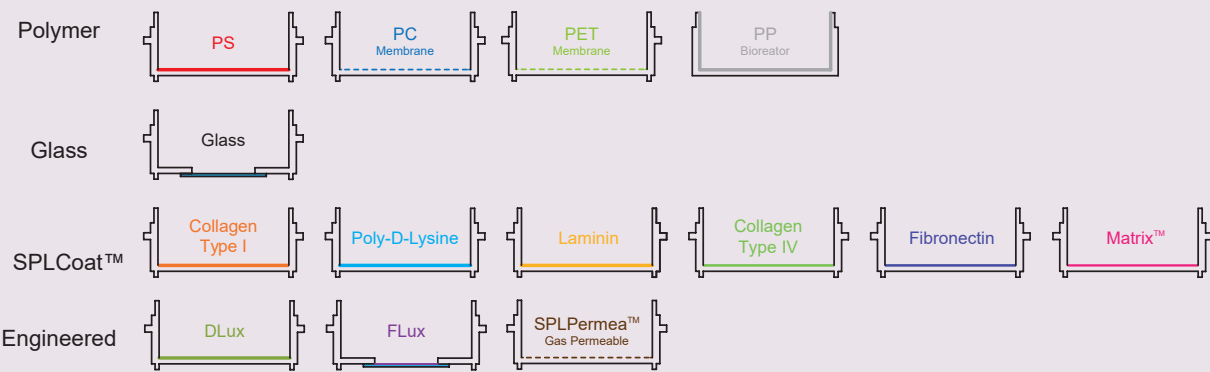 Polymer
PS
PC
Membrane
PET
Membrane
PP
Bioreator
Glass
Glass
SPLCoat™
Collagen
Type I
Poly-D-Lysine
Laminin
Collagen
Type IV
Fibronectin
Matrix™
Engineered
DLux
FLux
SPLPermea™
Gas Permeable